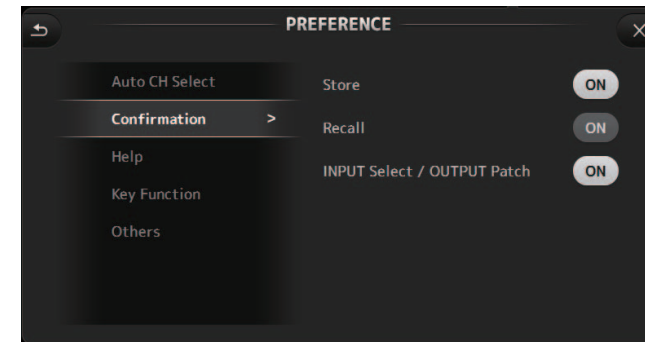 PREFERENCE
Auto CH Select
Confirmation >
Help
Key Function
Others
Store ON
Recall ON
INPUT Select / OUTPUT Patch ON